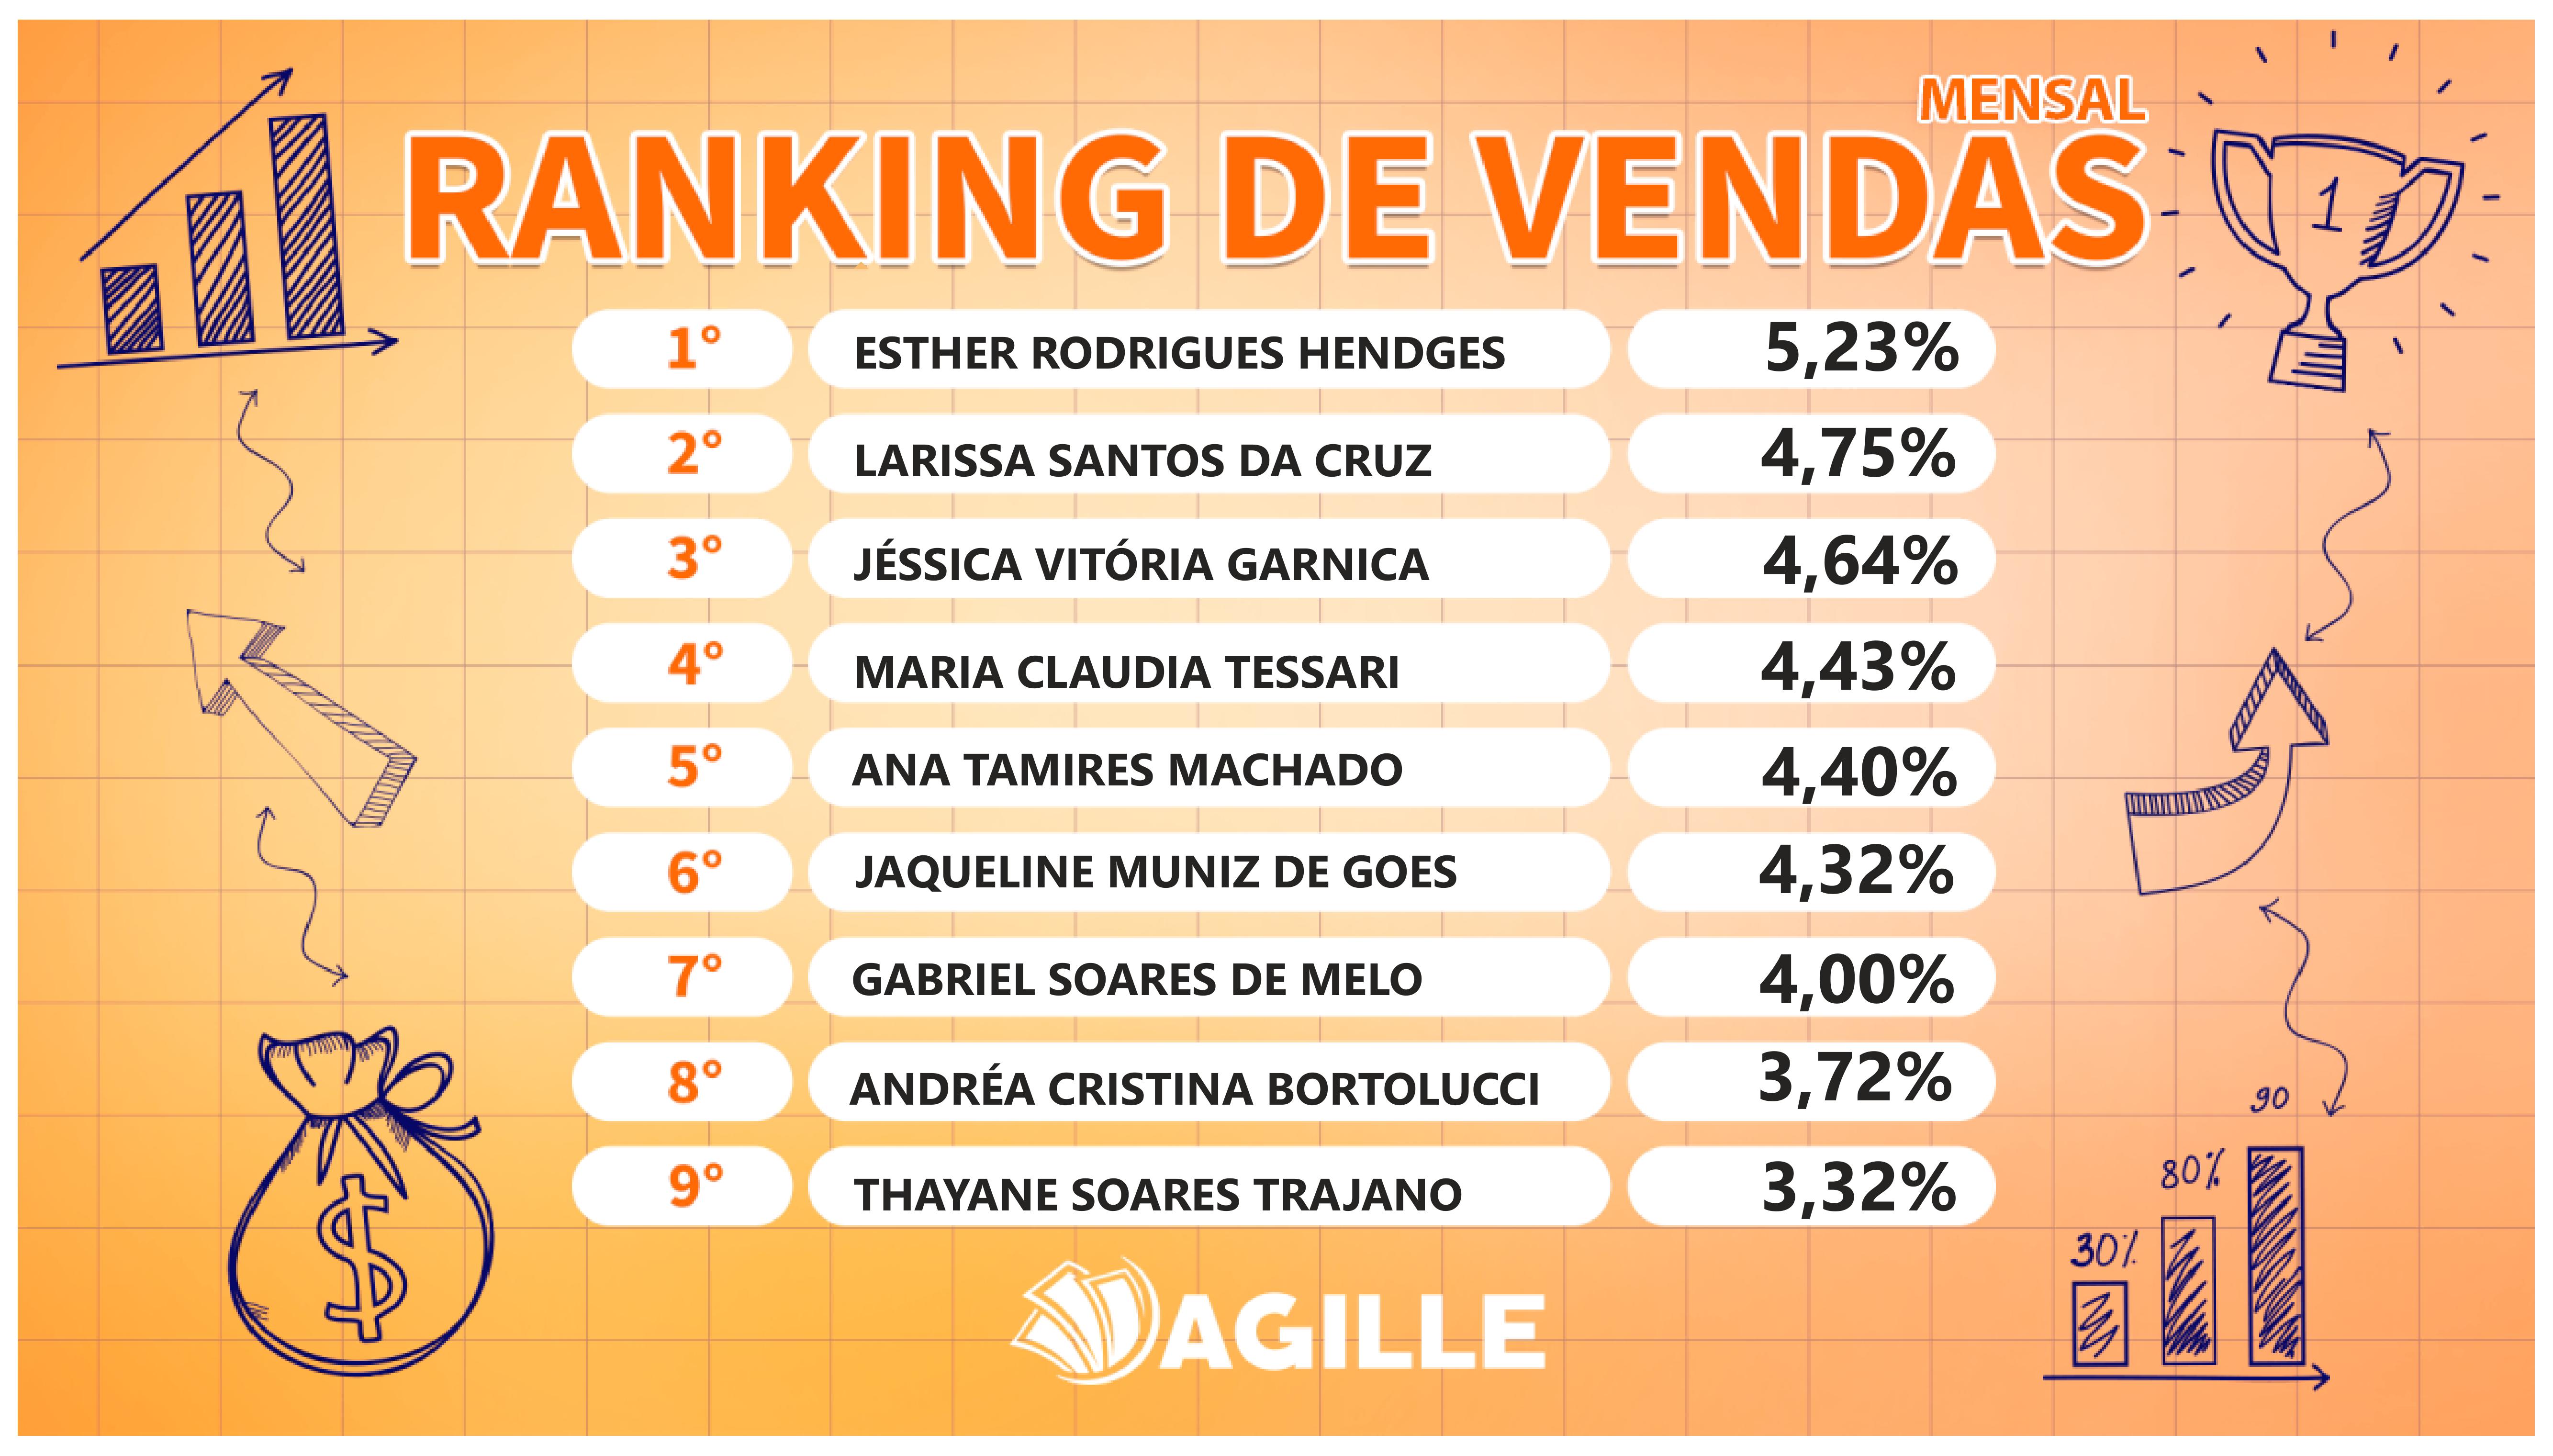 MENSAL
RANKING DE VENDAS
1
1° ESTHER RODRIGUES HENDGES 5,23%
2° LARISSA SANTOS DA CRUZ 4,75%
3° JÉSSICA VITÓRIA GARNICA 4,64%
4° MARIA CLAUDIA TESSARI 4,43%
5° ANA TAMIRES MACHADO 4,40%
6° JAQUELINE MUNIZ DE GOES 4,32%
7° GABRIEL SOARES DE MELO 4,00%
8° ANDRÉA CRISTINA BORTOLUCCI 3,72%
9° THAYANE SOARES TRAJANO 3,32%
90
80%
30%
$
AGILLE